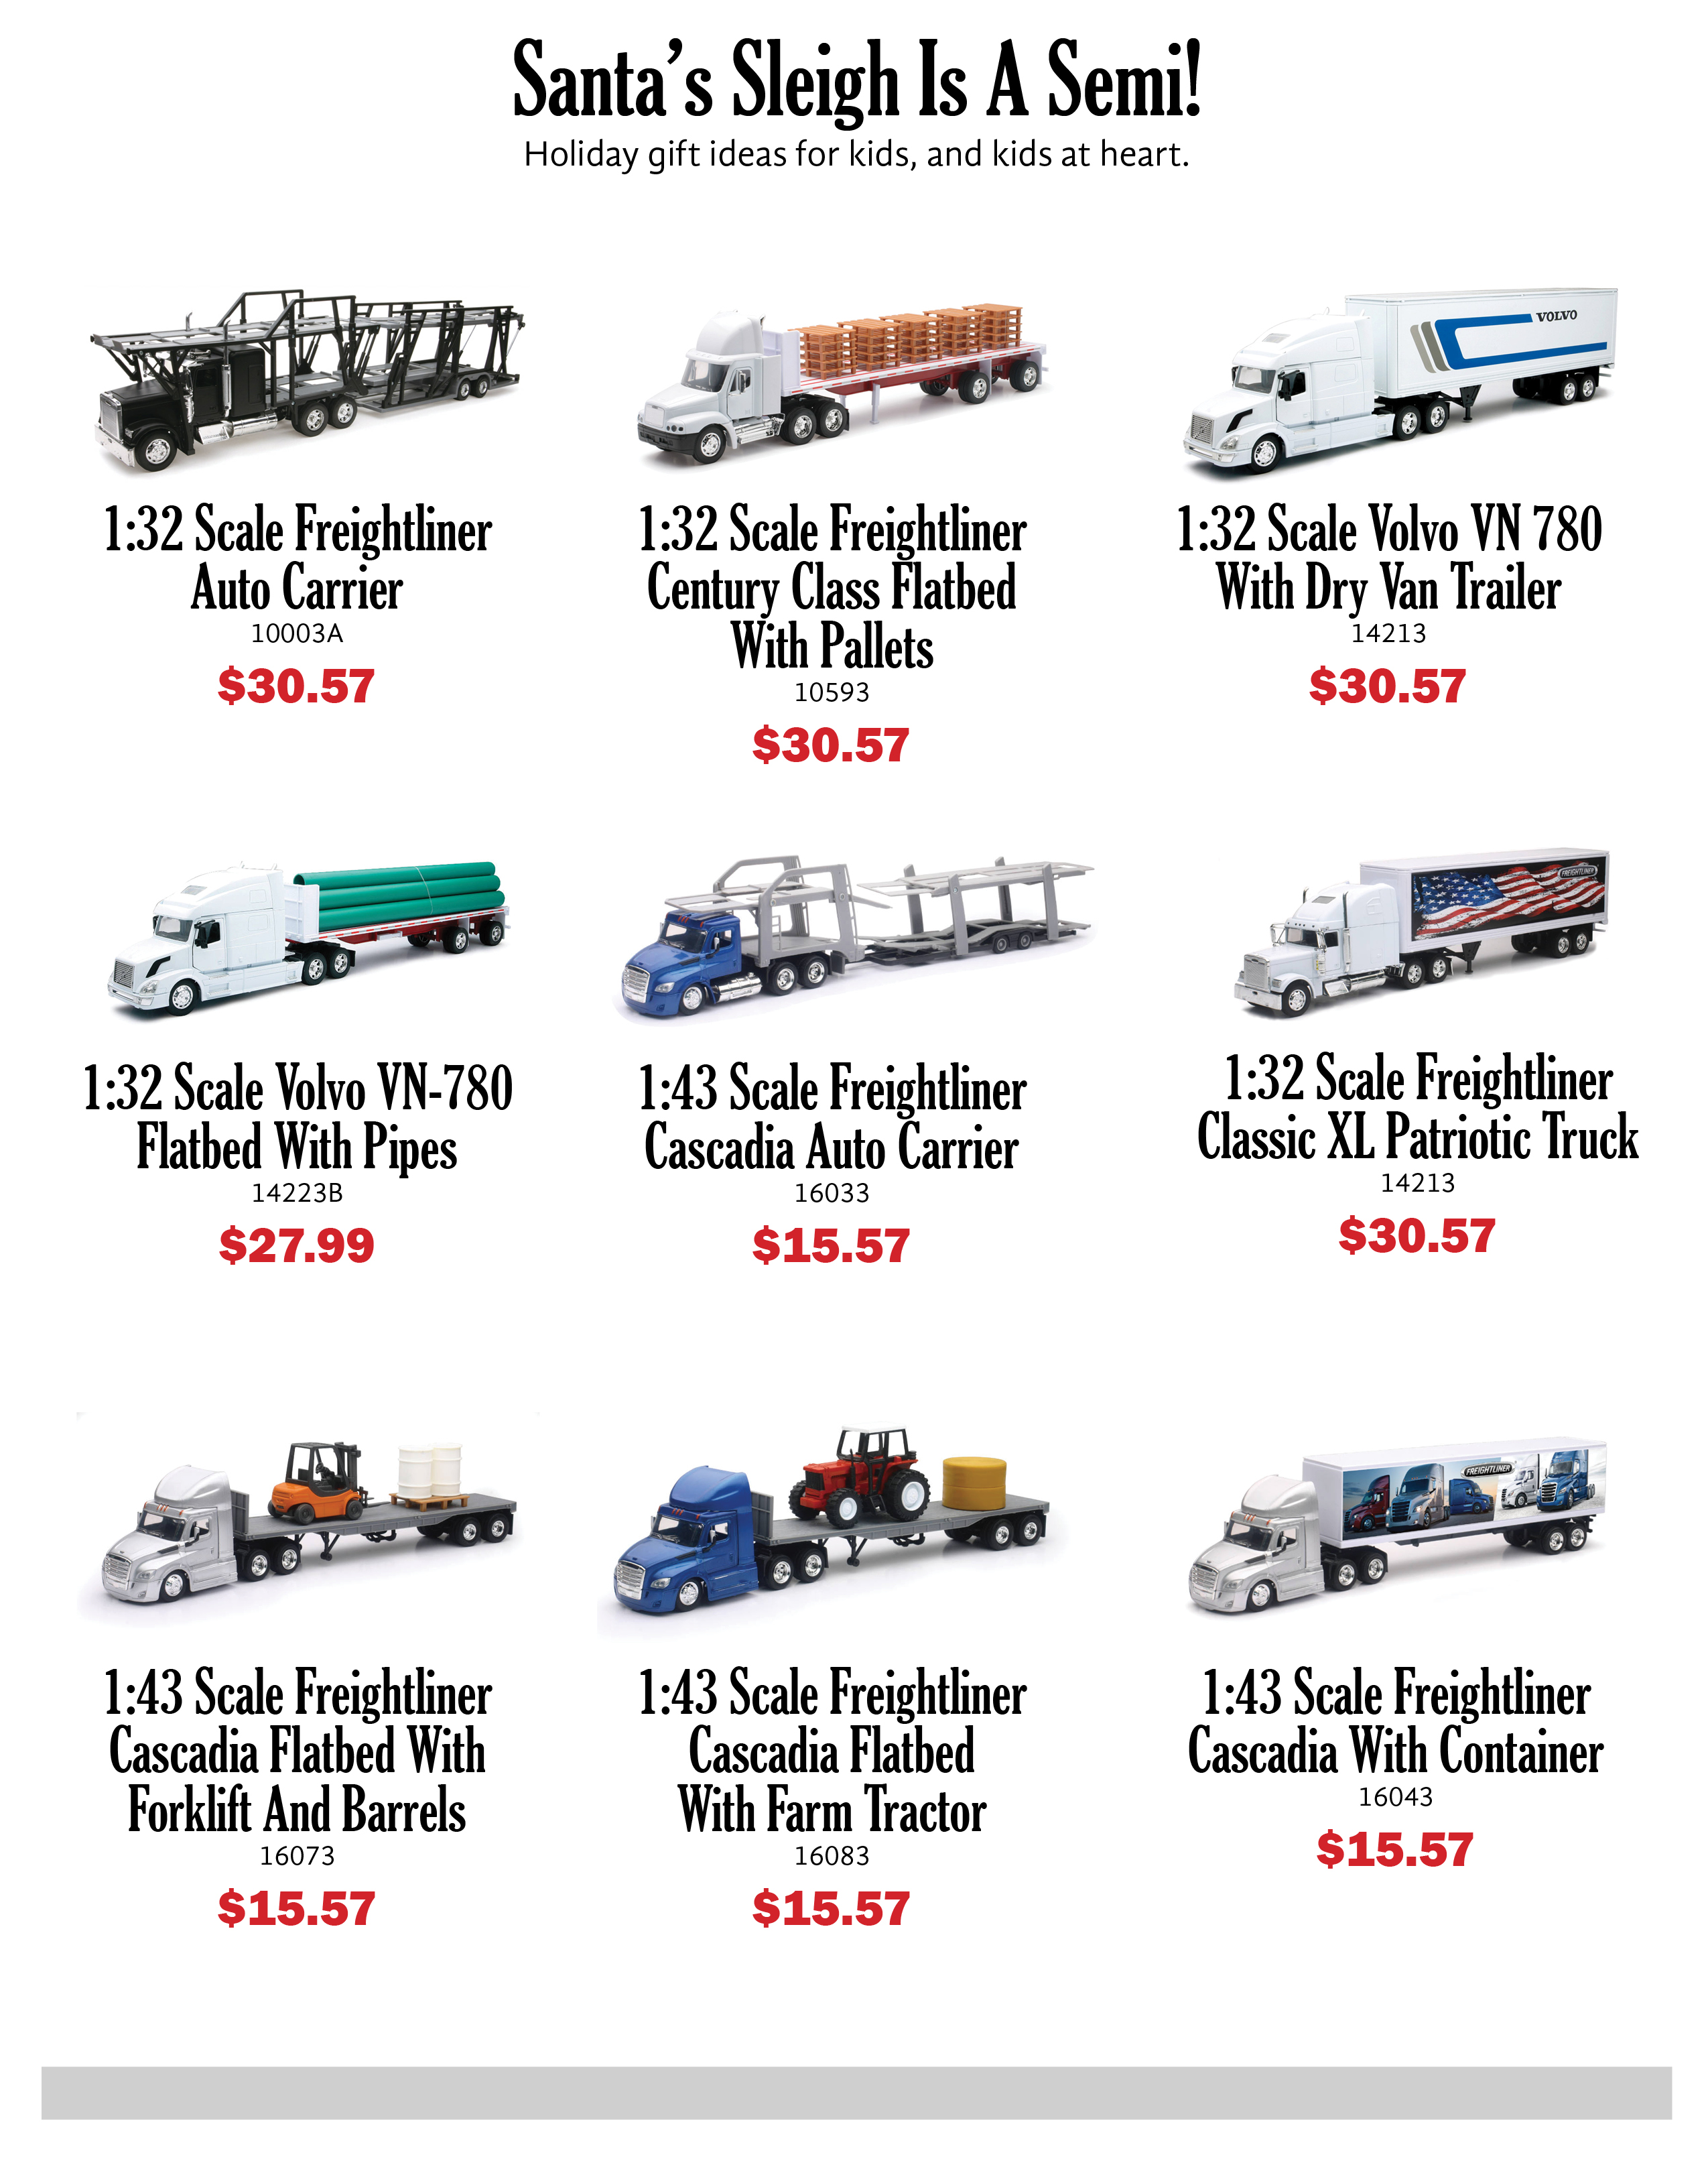 Santa's Sleigh Is A Semi!
Holiday gift ideas for kids, and kids at heart.
VOLVO
1:32 Scale Freightliner
Auto Carrier
10003A
$30.57
1:32 Scale Freightliner
Century Class Flatbed
With Pallets
10593
$30.57
1:32 Scale Volvo VN 780
With Dry Van Trailer
14213
$30.57
FREIGHTLINER
1:32 Scale Volvo VN-780
Flatbed With Pipes
14223B
$27.99
1:43 Scale Freightliner
Cascadia Auto Carrier
16033
$15.57
1:32 Scale Freightliner
Classic XL Patriotic Truck
14213
$30.57
FREIGHTLINER
1:43 Scale Freightliner
Cascadia Flatbed With
Forklift And Barrels
16073
$15.57
1:43 Scale Freightliner
Cascadia Flatbed
With Farm Tractor
16083
$15.57
1:43 Scale Freightliner
Cascadia With Container
16043
$15.57